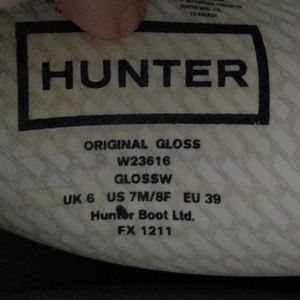 HUNTER
ORIGINAL GLOSS
W23616
GLOSSW
UK 6 US 7M/8F EU 39
Hunter Boot Ltd.
FX 1211